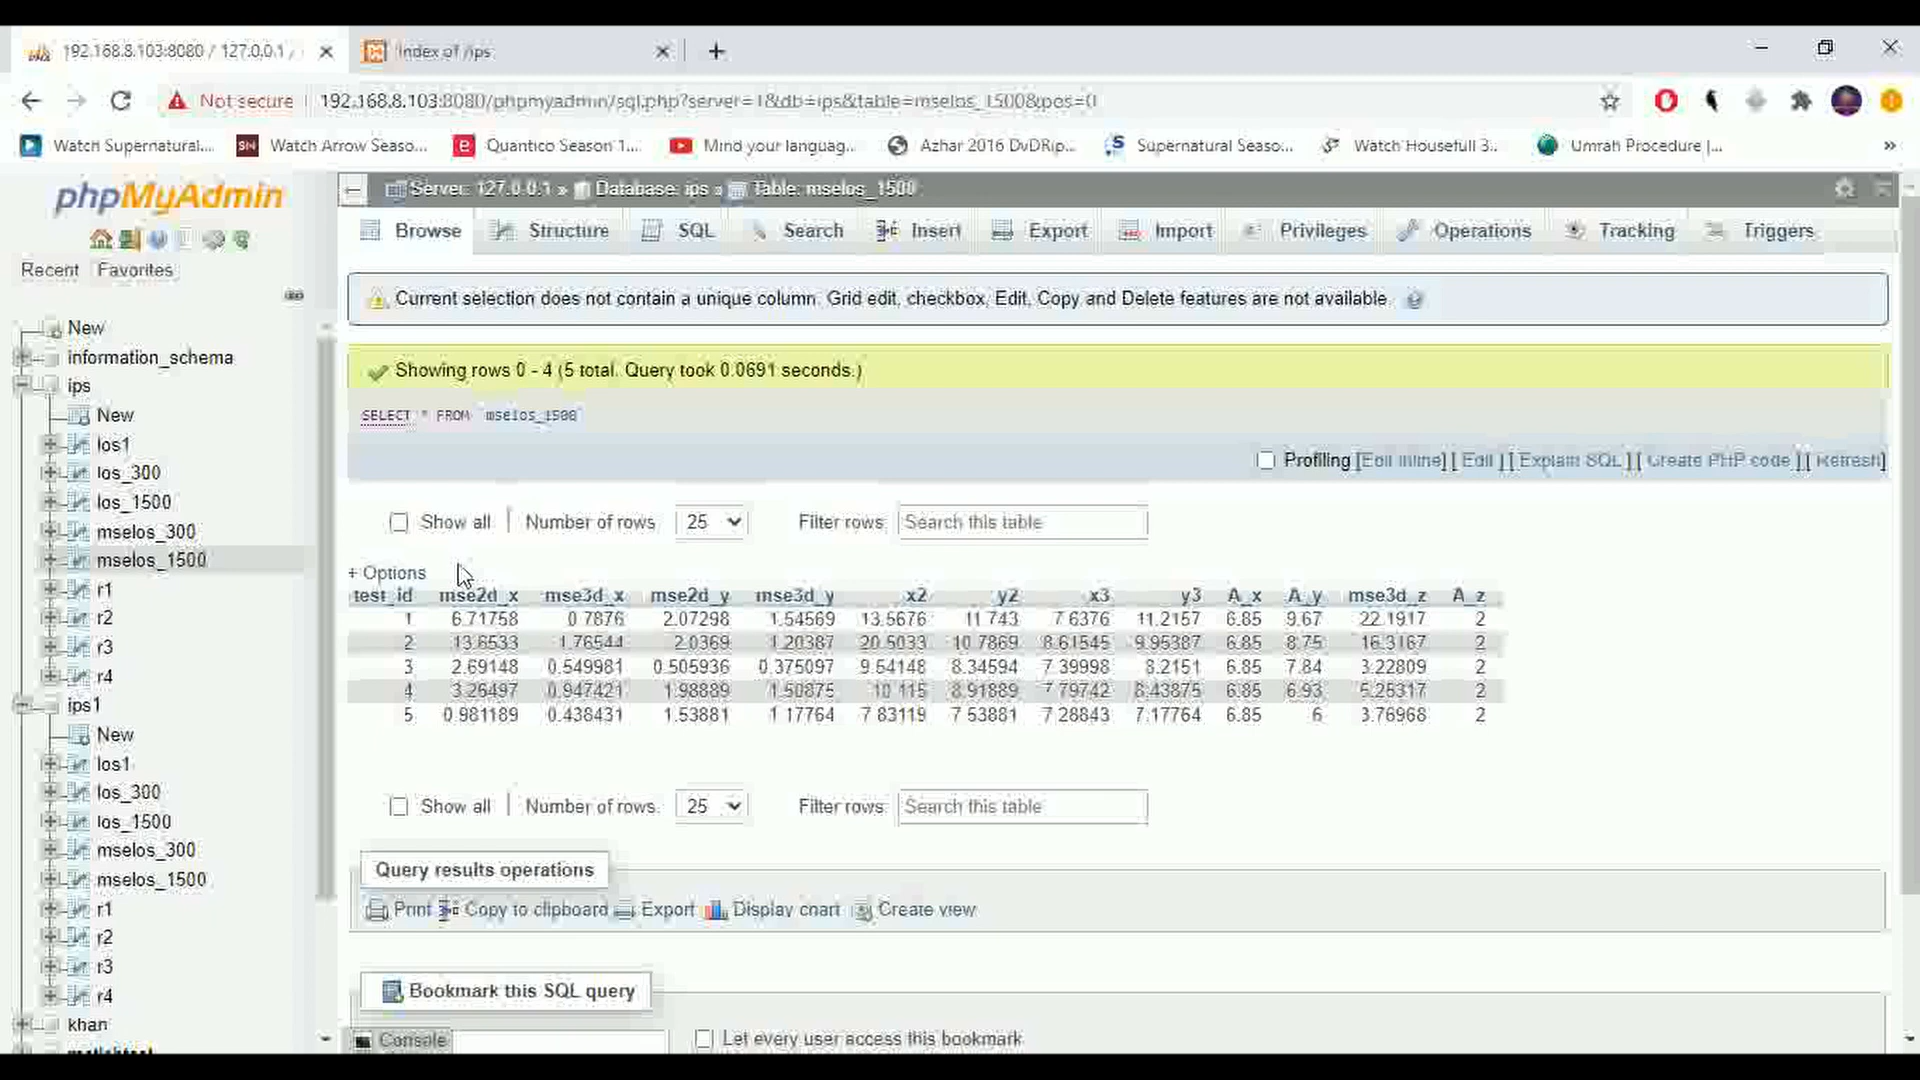 192.168.8.103:8080 / 127.0.0.1 /
Index of /ips
Not secure
192.168.8.103:8080/phpmyadmin/sql.php?server=1&db=ips&table=mselos_1500&pos=0
Watch Supernatural...
Watch Arrow Seaso...
Quantico Season 1...
Mind your languag...
Azhar 2016 DvDRip...
Supernatural Seaso...
Watch Housefull 3...
Umrah Procedure |...
»
phpMyAdmin
Recent Favorites
New
information_schema
ips
New
los1
los_300
los_1500
mselos_300
mselos_1500
r1
r2
r3
r4
ips1
New
los1
los_300
los_1500
mselos_300
mselos_1500
r1
r2
r3
r4
khan
Server: 127.0.0.1 » Database: ips » Table: mselos_1500
Browse Structure SQL Search Insert Export Import Privileges Operations Tracking Triggers
Current selection does not contain a unique column. Grid edit, checkbox, Edit, Copy and Delete features are not available.
Showing rows 0 - 4 (5 total, Query took 0.0691 seconds.)
SELECT * FROM `mselos_1500`
Profiling [Edit inline] [ Edit ] [ Explain SQL ] [ Create PHP code ] [ Refresh]
Show all | Number of rows: 25 Filter rows: Search this table
+ Options
test_id mse2d_x mse3d_x mse2d_y mse3d_y x2 y2 x3 y3 A_x A_y mse3d_z A_z
1 6.71758 0.7876 2.07298 1.54569 13.5676 11.743 7.6376 11.2157 6.85 9.67 22.1917 2
2 13.6533 1.76544 2.0369 1.20387 20.5033 10.7869 8.61545 9.95387 6.85 8.75 16.3167 2
3 2.69148 0.549981 0.505936 0.375097 9.54148 8.34594 7.39998 8.2151 6.85 7.84 3.22809 2
4 3.26497 0.947421 1.98889 1.50875 10.115 8.91889 7.79742 8.43875 6.85 6.93 5.25317 2
5 0.981189 0.438431 1.53881 1.17764 7.83119 7.53881 7.28843 7.17764 6.85 6 3.76968 2
Show all | Number of rows: 25 Filter rows: Search this table
Query results operations
Print Copy to clipboard Export Display chart Create view
Bookmark this SQL query
Console
Let every user access this bookmark